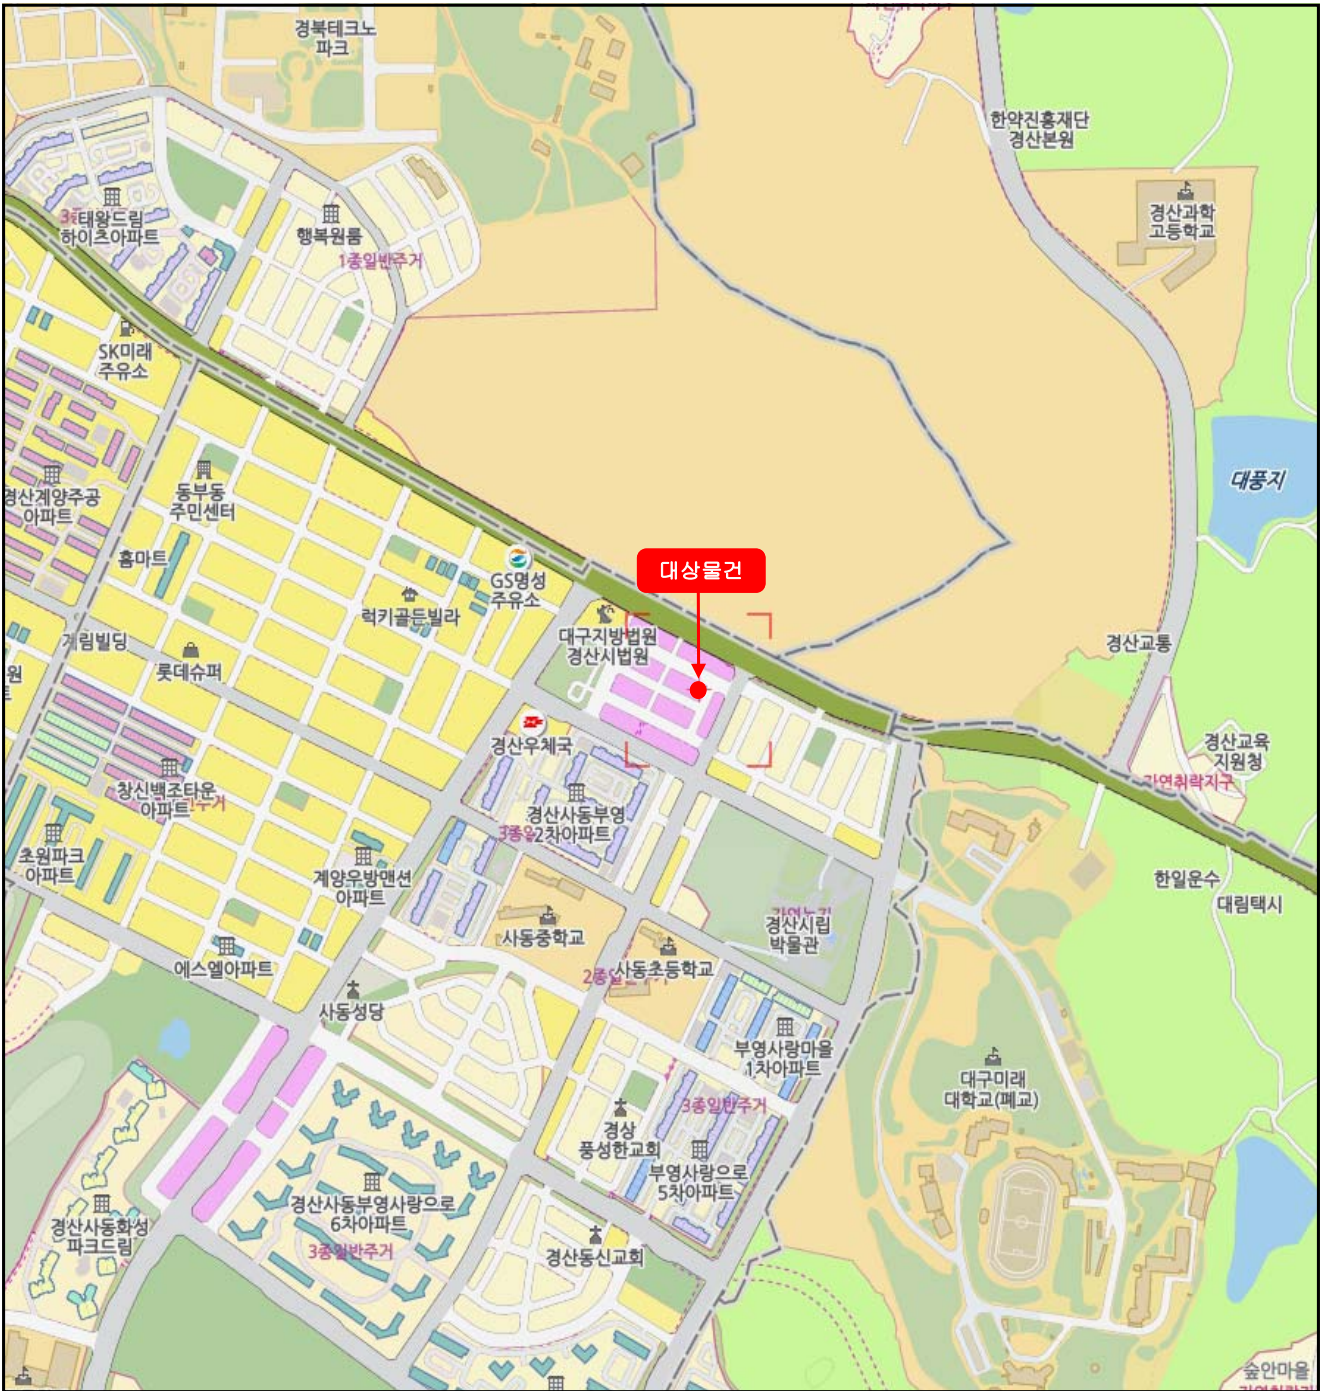 경북테크노
파크
한약진흥재단
경산본원
경산과학
고등학교
태왕드림
하이츠아파트
행복원룸
1종일반주거
SK미래
주유소
대풍지
경산계양주공
아파트
동부동
주민센터
홈마트
GS명성
주유소
대상물건
럭키골든빌라
대구지방법원
경산시법원
계림빌딩
롯데슈퍼
경산교통
경산우체국
경산교육
지원청
자연취락지구
창신백조타운
아파트
경산사동부영
2차아파트
초원파크
아파트
계양우방맨션
아파트
한일운수
대림택시
경산시립
박물관
사동중학교
에스엘아파트
사동초등학교
사동성당
부영사랑마을
1차아파트
대구미래
대학교(폐교)
3종일반주거
경상
풍성한교회
부영사랑으로
5차아파트
경산사동부영사랑으로
6차아파트
3종일반주거
경산사동화성
파크드림
경산동신교회
숲안마을